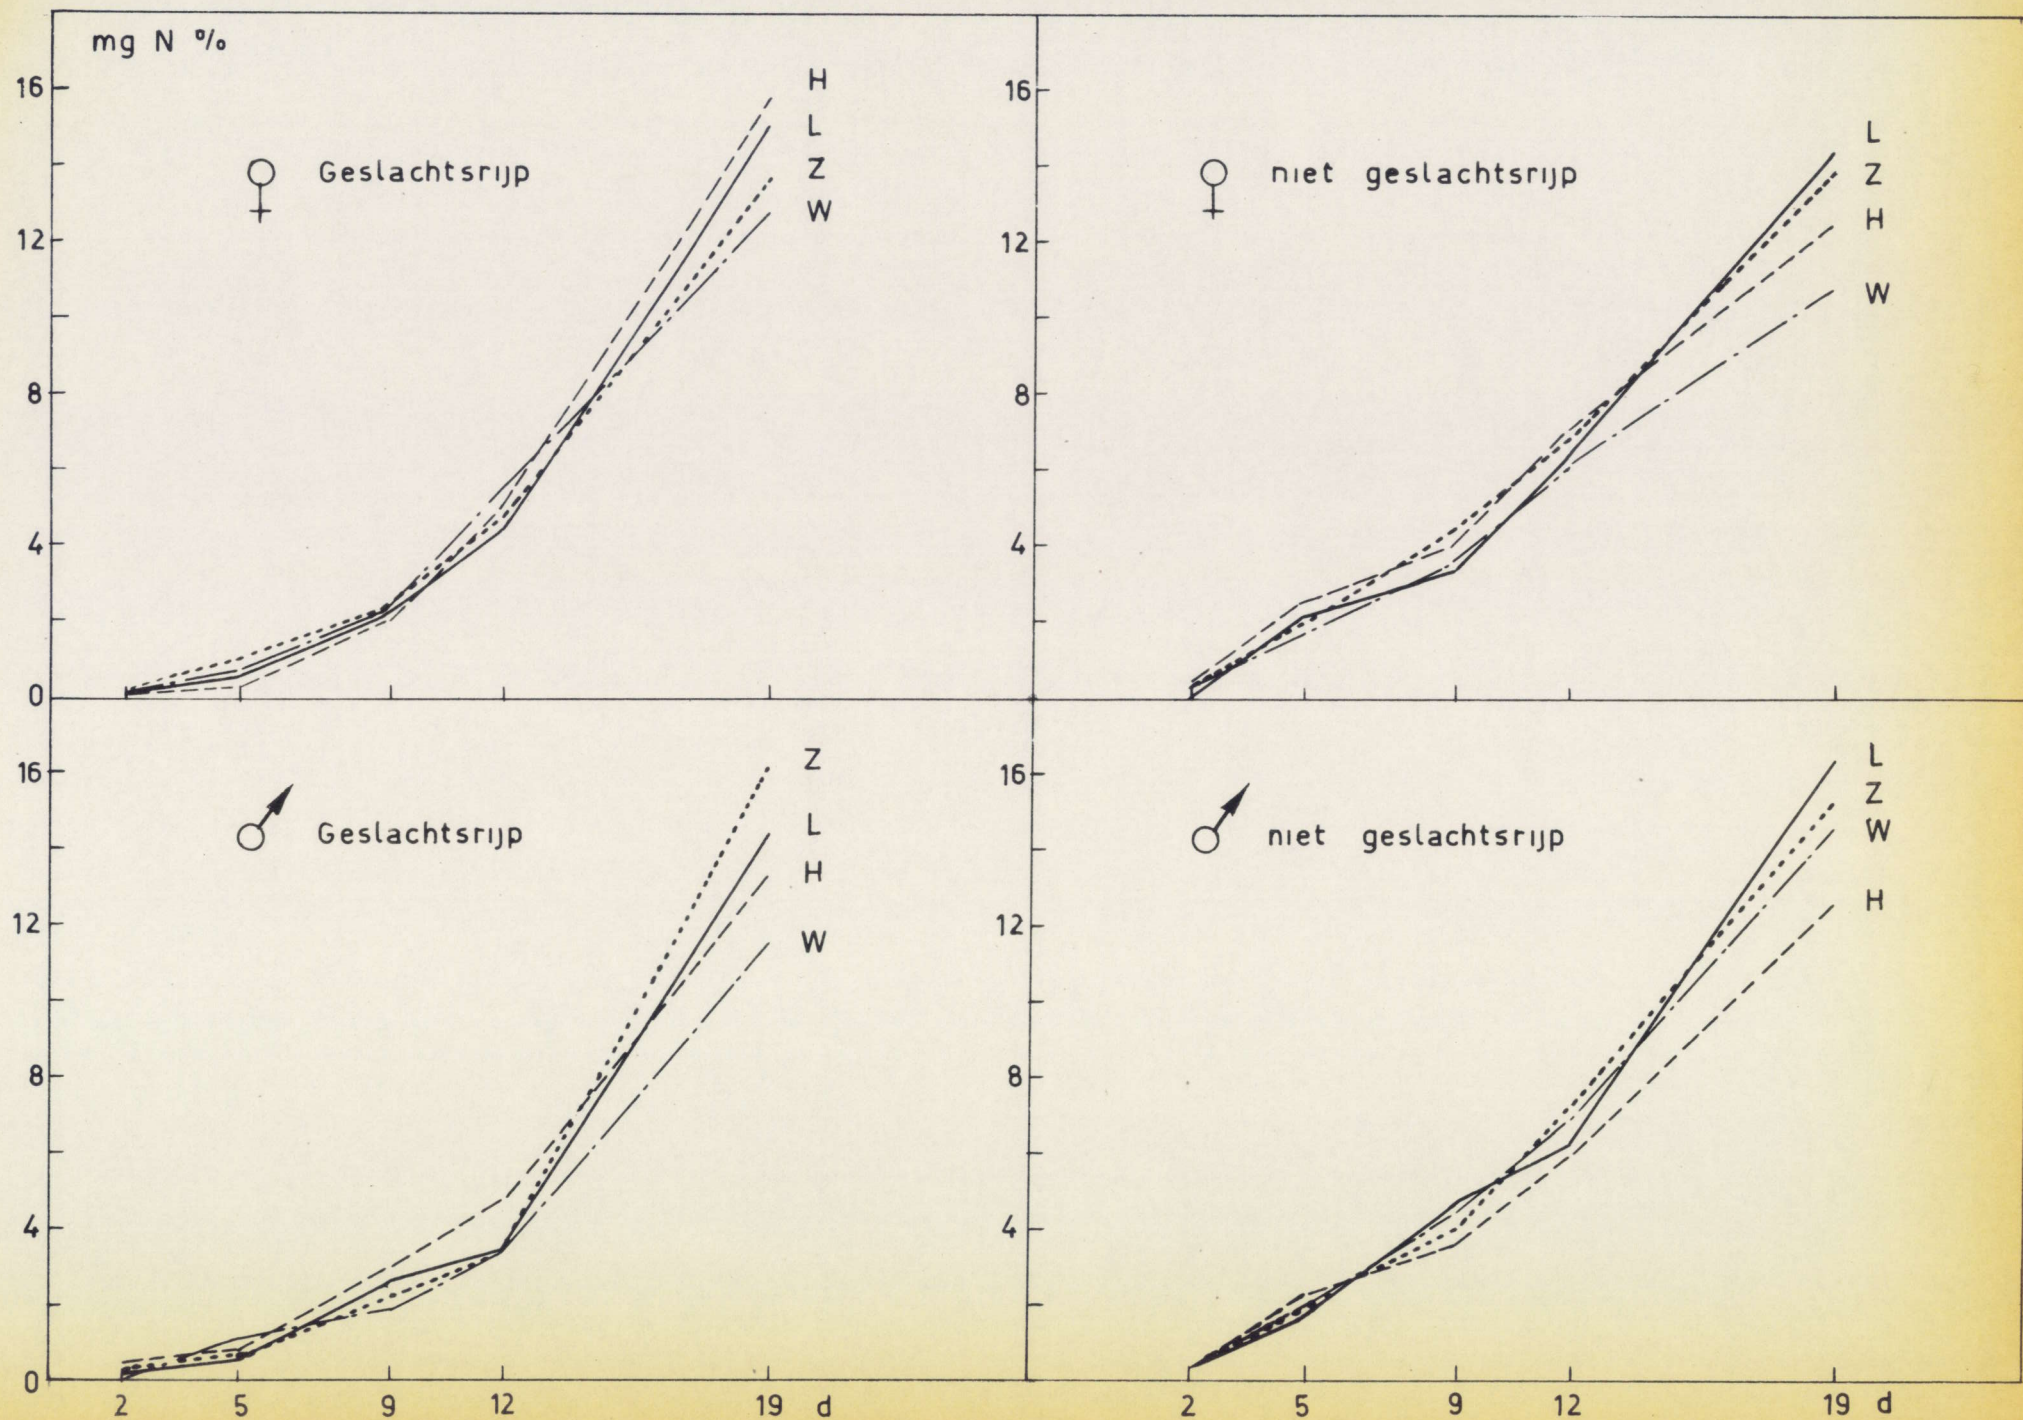 mg N %
16
12
8
4
0
♀ Geslachtsrijp
H
L
Z
W
16
12
8
4
♀ niet geslachtsrijp
L
Z
H
W
16
12
8
4
0
♂ Geslachtsrijp
Z
L
H
W
2 5 9 12 19 d
16
12
8
4
♂ niet geslachtsrijp
L
Z
W
H
2 5 9 12 19 d